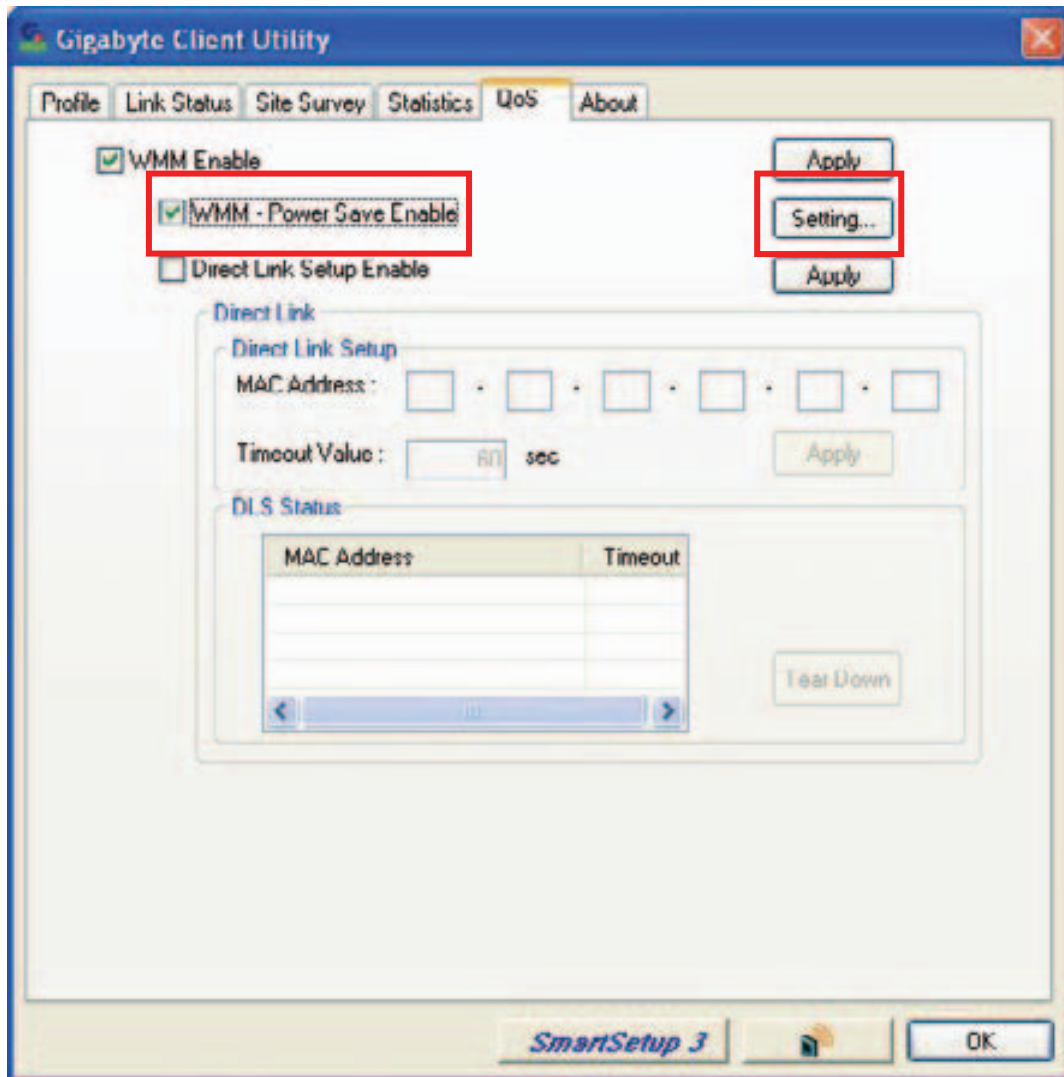 Gigabyte Client Utility
Profile Link Status Site Survey Statistics QoS About
WMM Enable Apply
WMM - Power Save Enable Setting...
Direct Link Setup Enable Apply
Direct Link
Direct Link Setup
MAC Address : - - - - -
Timeout Value : 60 sec Apply
DLS Status
MAC Address Timeout
Tear Down
SmartSetup 3 OK